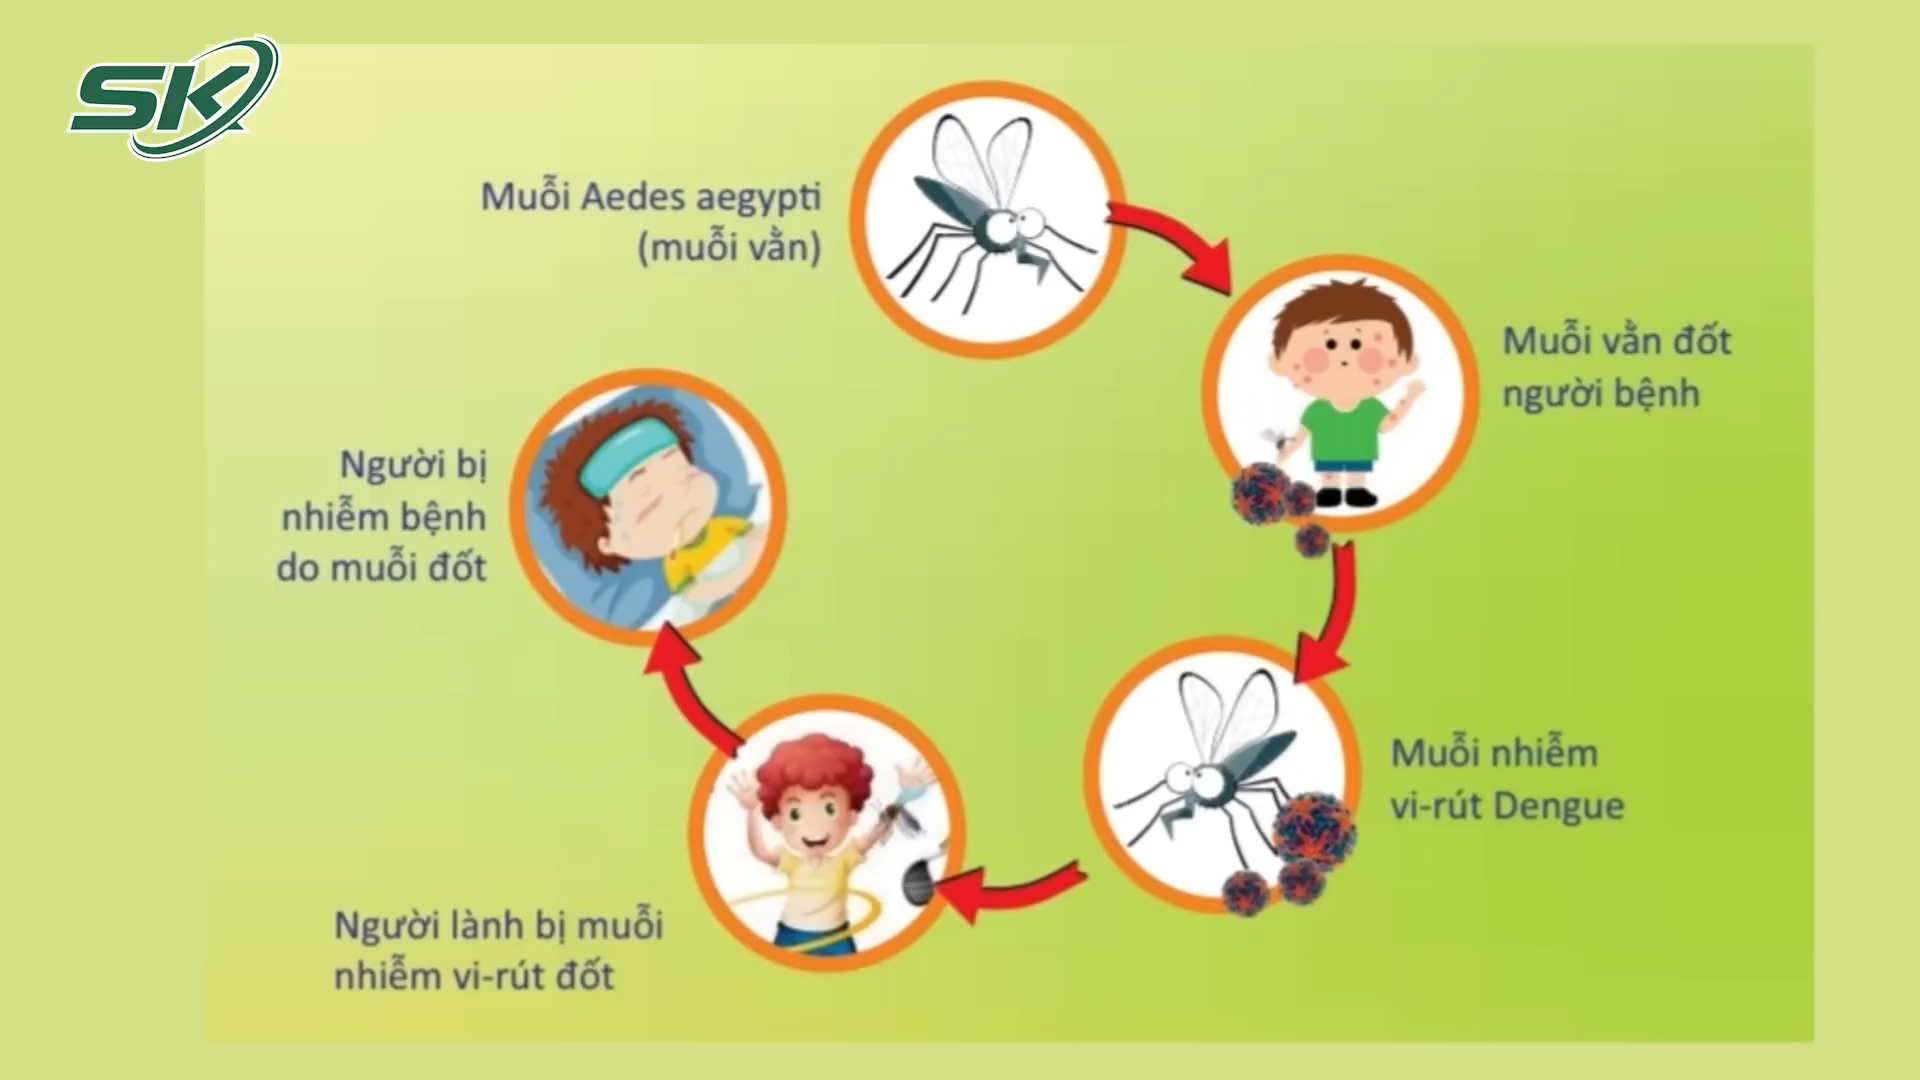 SK
Muỗi Aedes aegypti
(muỗi vằn)
Muỗi vằn đốt
người bệnh
Muỗi nhiễm
vi-rút Dengue
Người lành bị muỗi
nhiễm vi-rút đốt
Người bị
nhiễm bệnh
do muỗi đốt